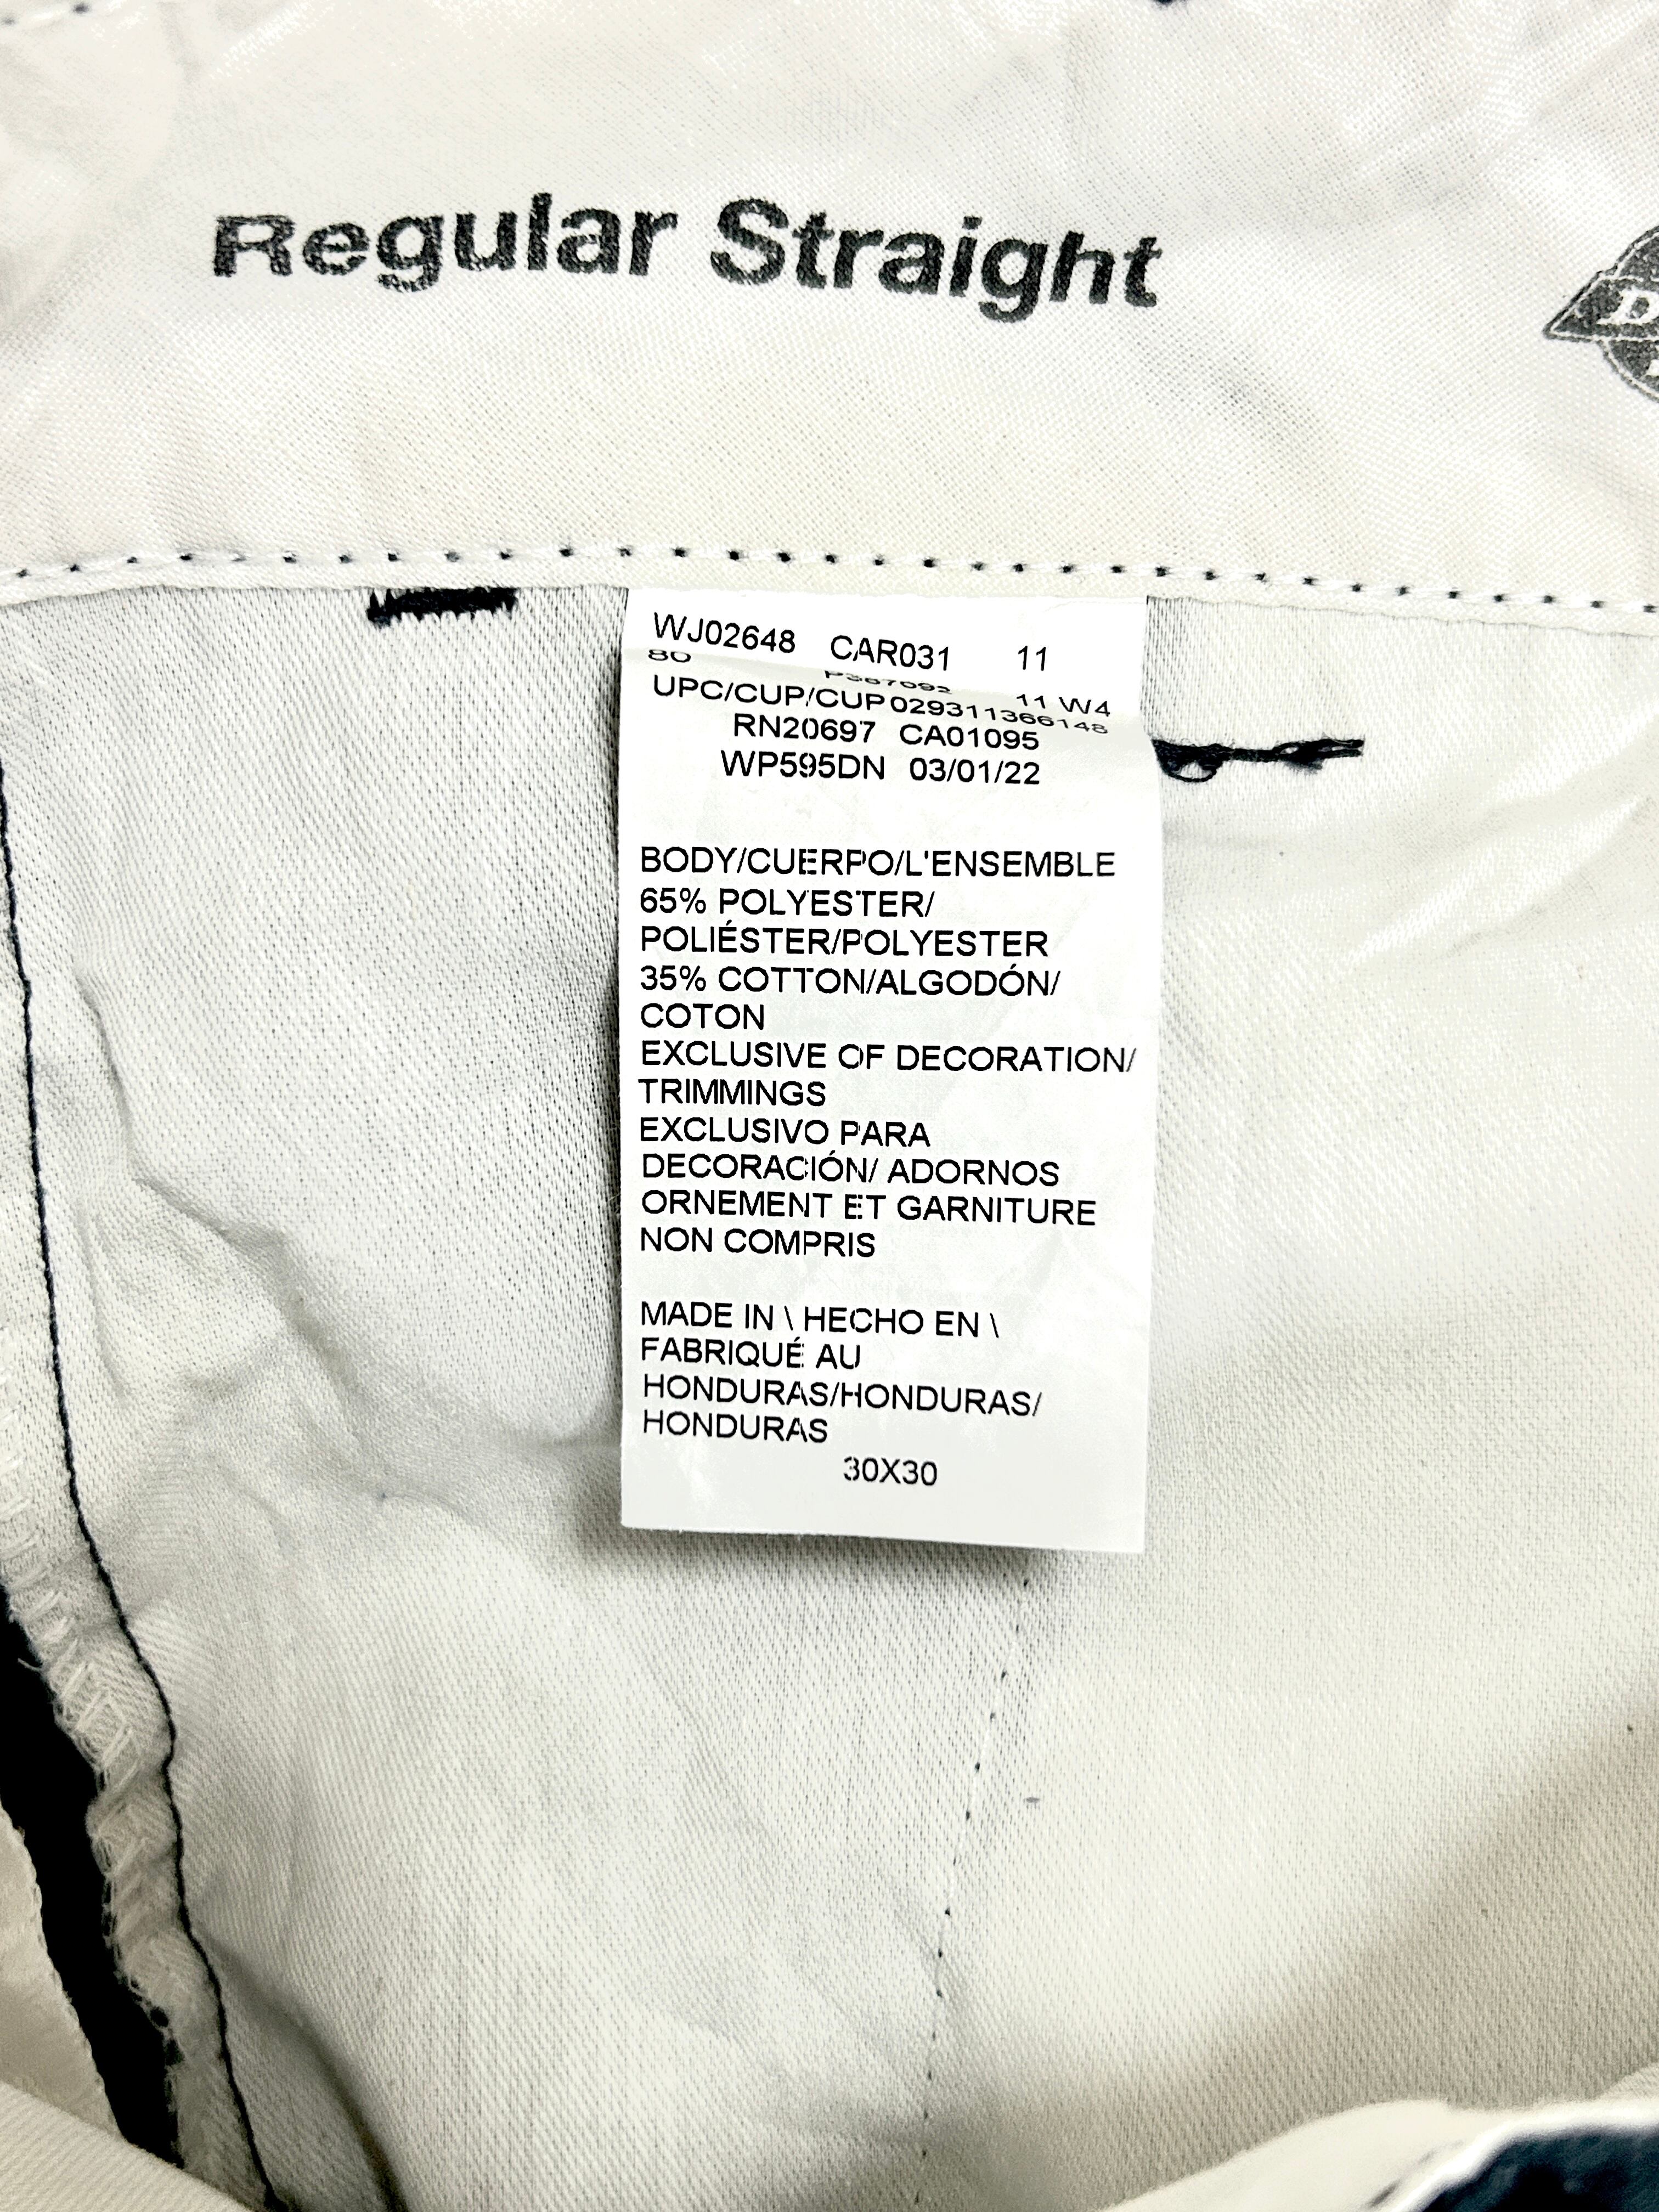 Regular Straight
WJ02648 CAR031 11
80 P367092 11 W4
UPC/CUP/CUP 029311366148
RN20697 CA01095
WP595DN 03/01/22
BODY/CUERPO/L'ENSEMBLE
65% POLYESTER/
POLIÉSTER/POLYESTER
35% COTTON/ALGODÓN/
COTON
EXCLUSIVE OF DECORATION/
TRIMMINGS
EXCLUSIVO PARA
DECORACIÓN/ ADORNOS
ORNEMENT ET GARNITURE
NON COMPRIS
MADE IN \ HECHO EN \
FABRIQUÉ AU
HONDURAS/HONDURAS/
HONDURAS
30X30